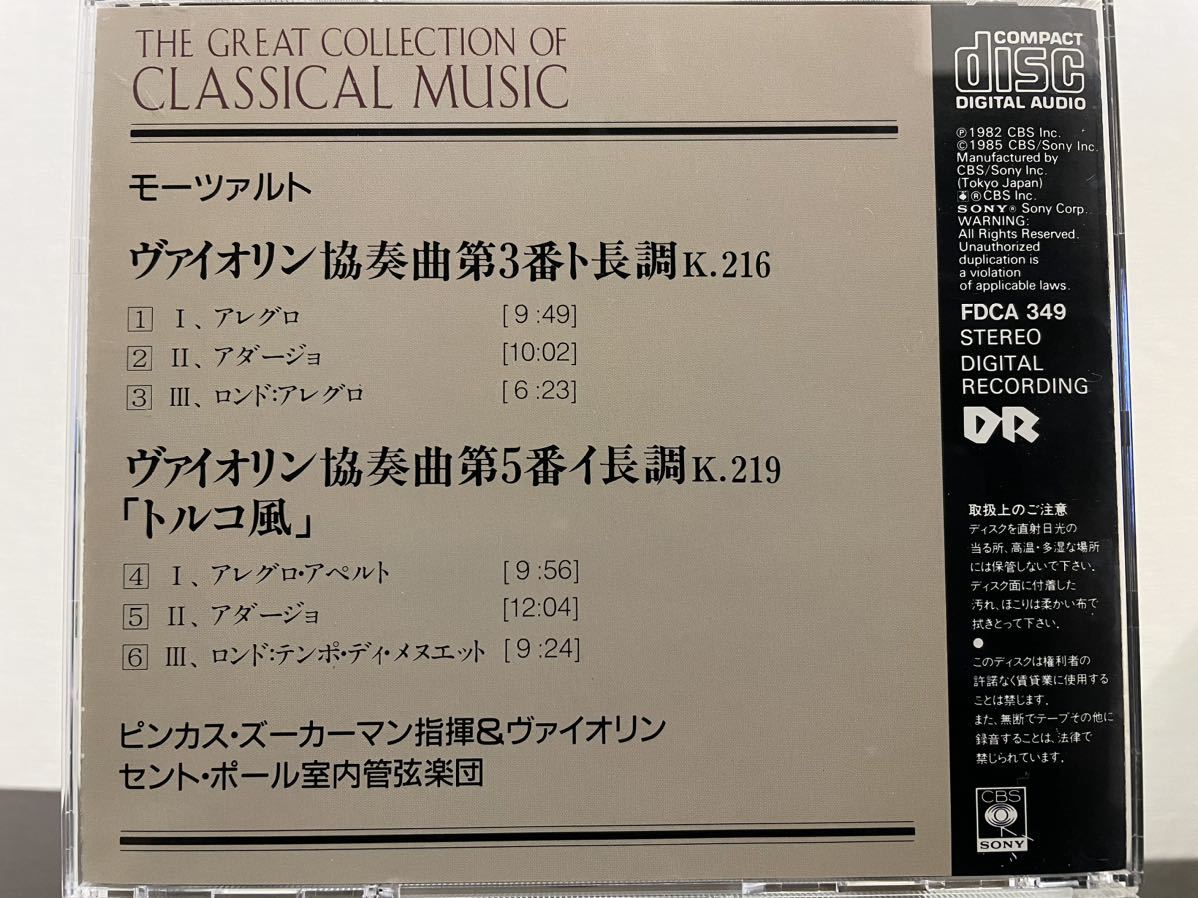 THE GREAT COLLECTION OF
CLASSICAL MUSIC
モーツァルト
ヴァイオリン協奏曲第3番ト長調K.216
1 I、アレグロ [9:49]
2 II、アダージョ [10:02]
3 III、ロンド:アレグロ [6:23]
ヴァイオリン協奏曲第5番イ長調K.219
「トルコ風」
4 I、アレグロ・アペルト [9:56]
5 II、アダージョ [12:04]
6 III、ロンド:テンポ・ディ・メヌエット [9:24]
ピンカス・ズーカーマン指揮&ヴァイオリン
セント・ポール室内管弦楽団
COMPACT
disc
DIGITAL AUDIO
℗1982 CBS Inc.
©1985 CBS/Sony Inc.
Manufactured by
CBS/Sony Inc.
(Tokyo Japan)
®CBS Inc.
SONY® Sony Corp.
WARNING:
All Rights Reserved.
Unauthorized
duplication is
a violation
of applicable laws.
FDCA 349
STEREO
DIGITAL
RECORDING
DR
取扱上のご注意
ディスクを直射日光の
当る所、高温・多湿な場所
には保管しないで下さい.
ディスク面に付着した
汚れ、ほこりは柔かい布で
拭きとって下さい.
●
このディスクは権利者の
許諾なく賃貸業に使用する
ことは禁じます.
また、無断でテープその他に
録音することは、法律で
禁じられています.
CBS
SONY